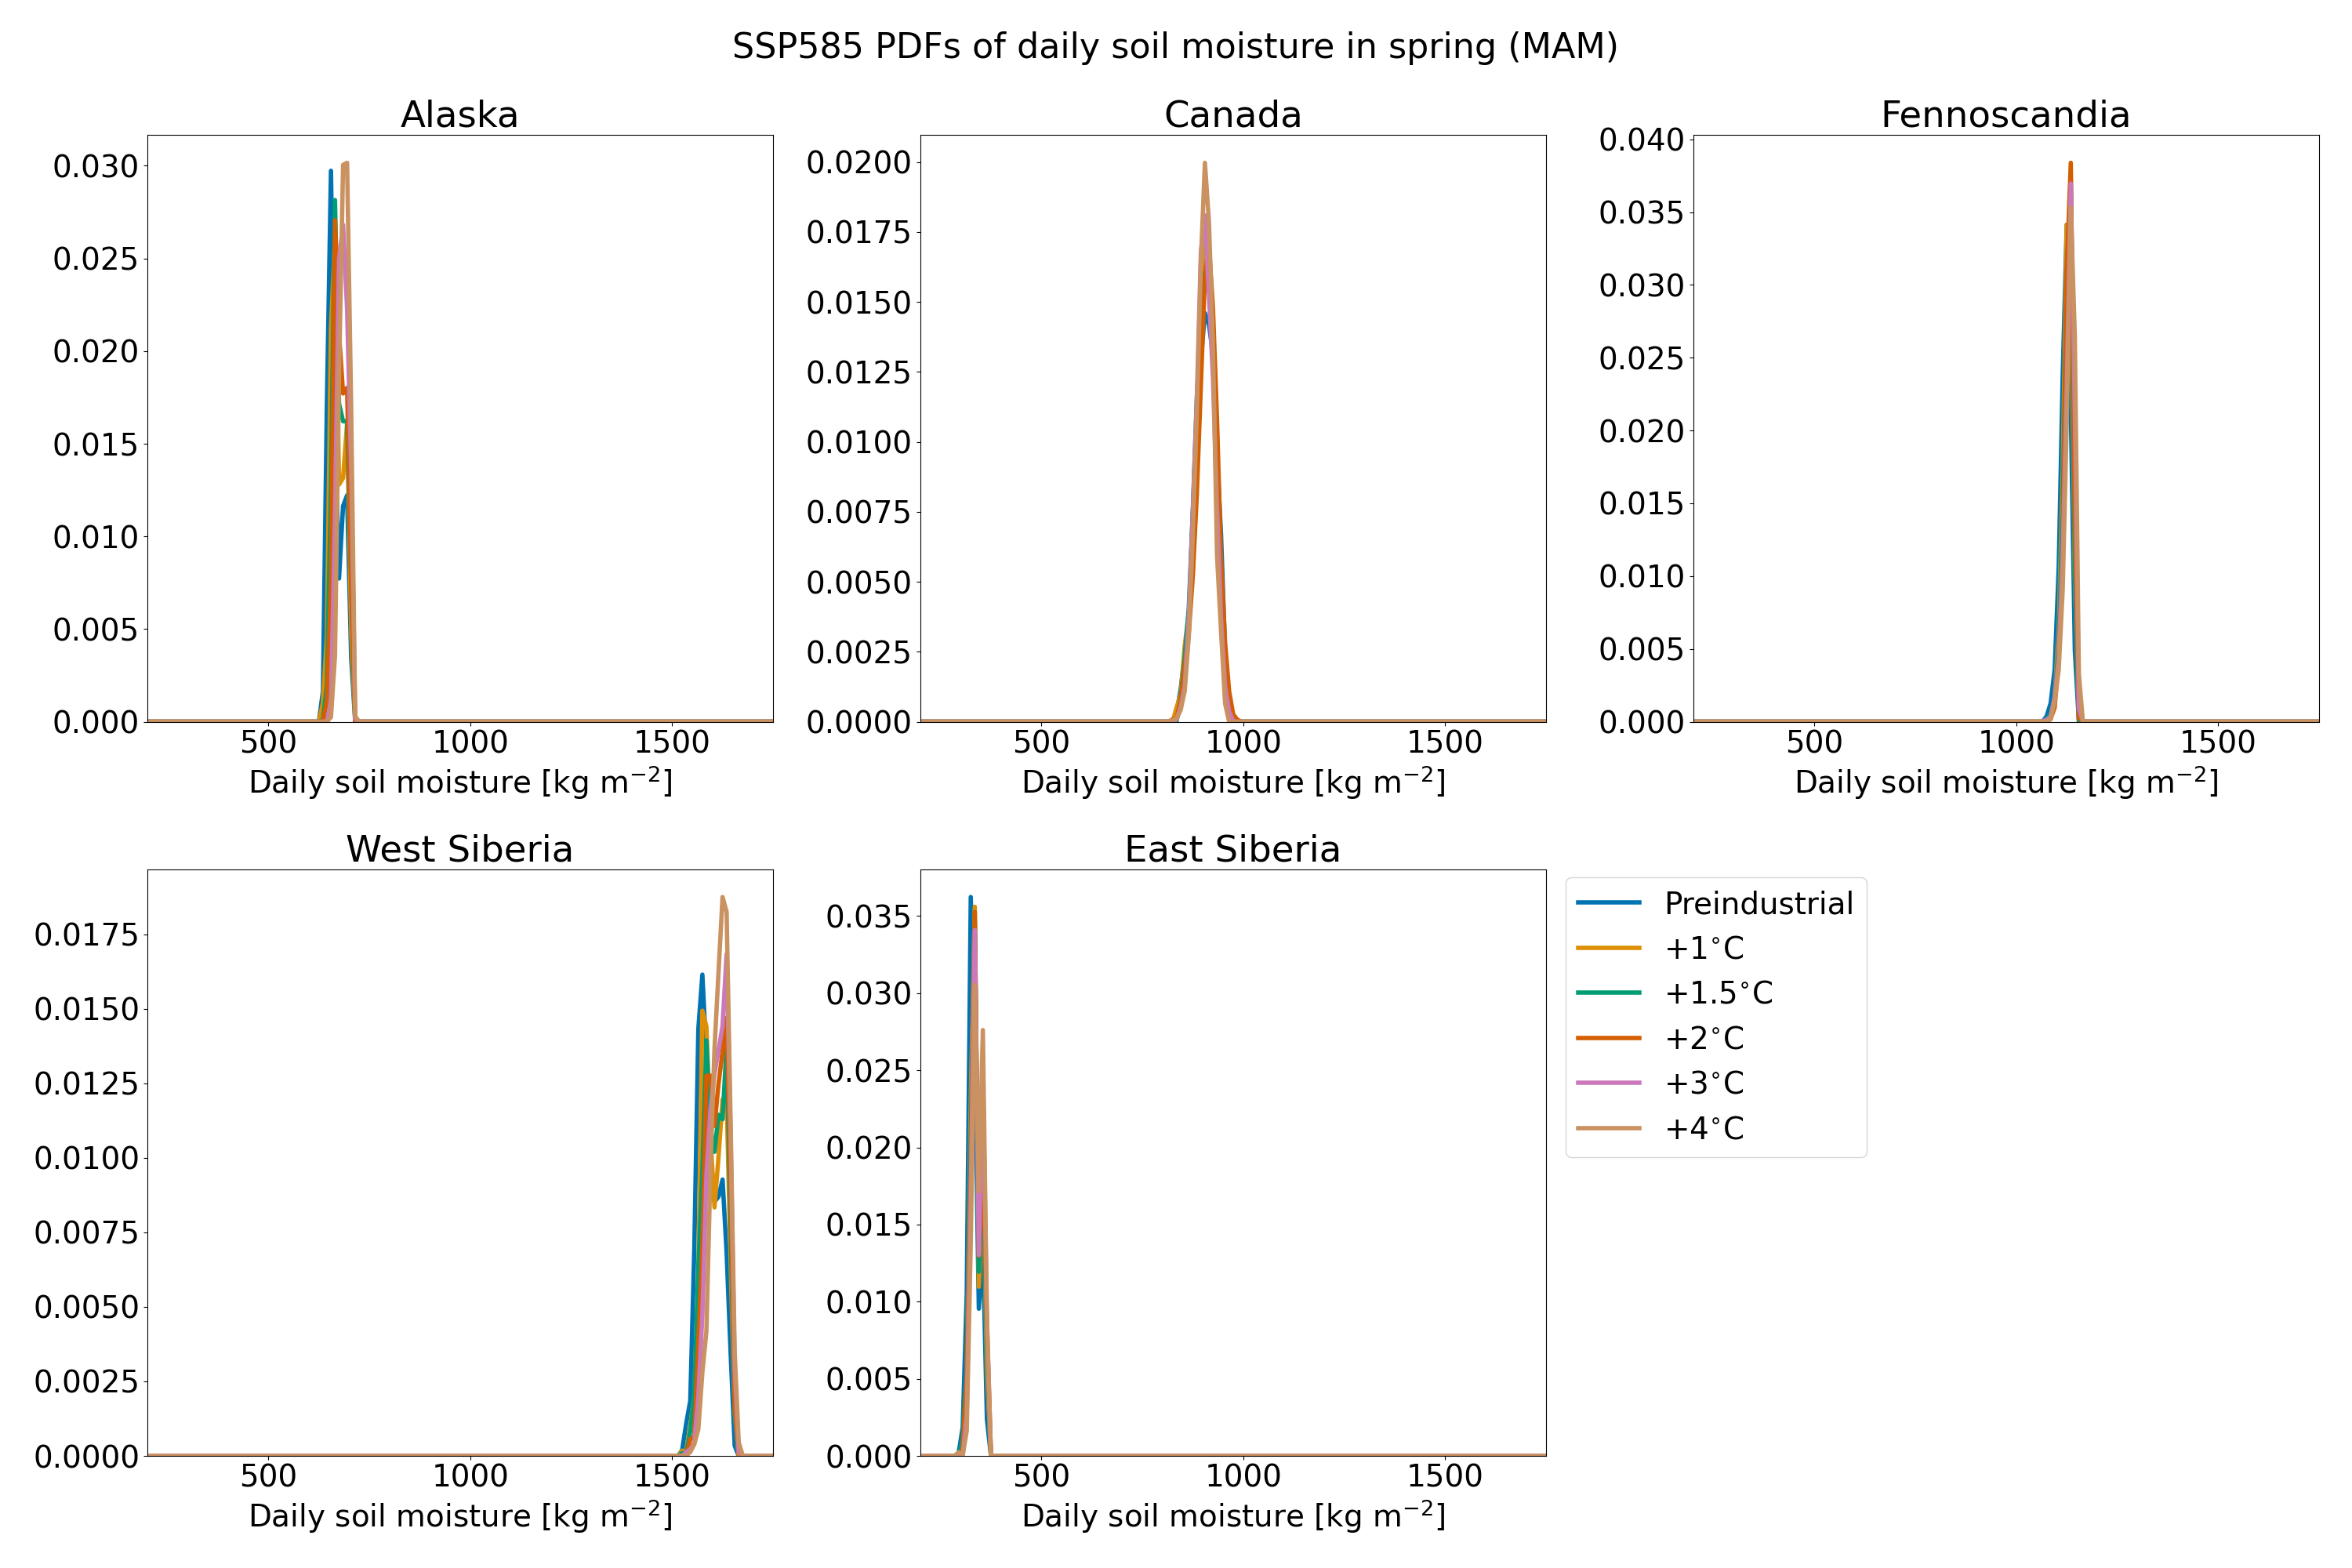 SSP585 PDFs of daily soil moisture in spring (MAM)
Alaska
0.030
0.025
0.020
0.015
0.010
0.005
0.000
500 1000 1500
Daily soil moisture [kg m⁻²]
Canada
0.0200
0.0175
0.0150
0.0125
0.0100
0.0075
0.0050
0.0025
0.0000
500 1000 1500
Daily soil moisture [kg m⁻²]
Fennoscandia
0.040
0.035
0.030
0.025
0.020
0.015
0.010
0.005
0.000
500 1000 1500
Daily soil moisture [kg m⁻²]
West Siberia
0.0175
0.0150
0.0125
0.0100
0.0075
0.0050
0.0025
0.0000
500 1000 1500
Daily soil moisture [kg m⁻²]
East Siberia
0.035
0.030
0.025
0.020
0.015
0.010
0.005
0.000
500 1000 1500
Daily soil moisture [kg m⁻²]
Preindustrial
+1°C
+1.5°C
+2°C
+3°C
+4°C